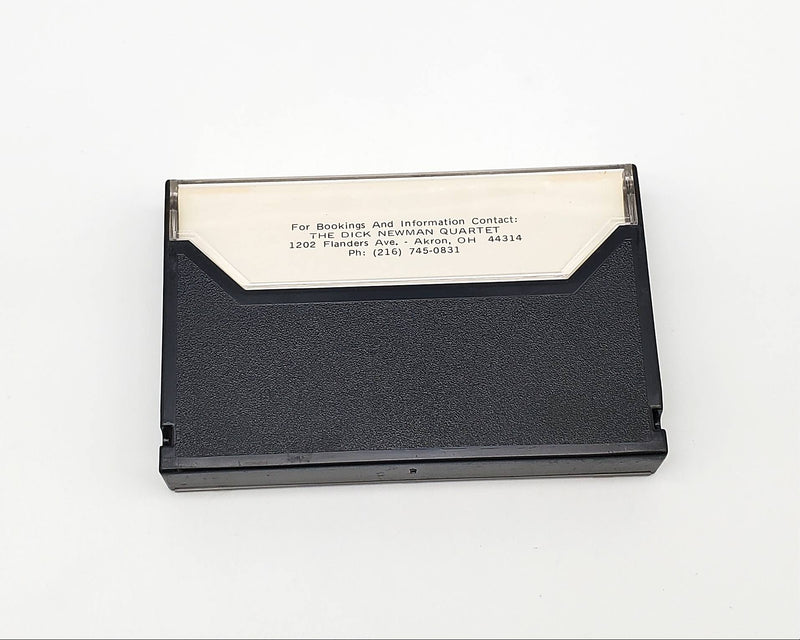 For Bookings And Information Contact:
THE DICK NEWMAN QUARTET
1202 Flanders Ave. - Akron, OH 44314
Ph: (216) 745-0831